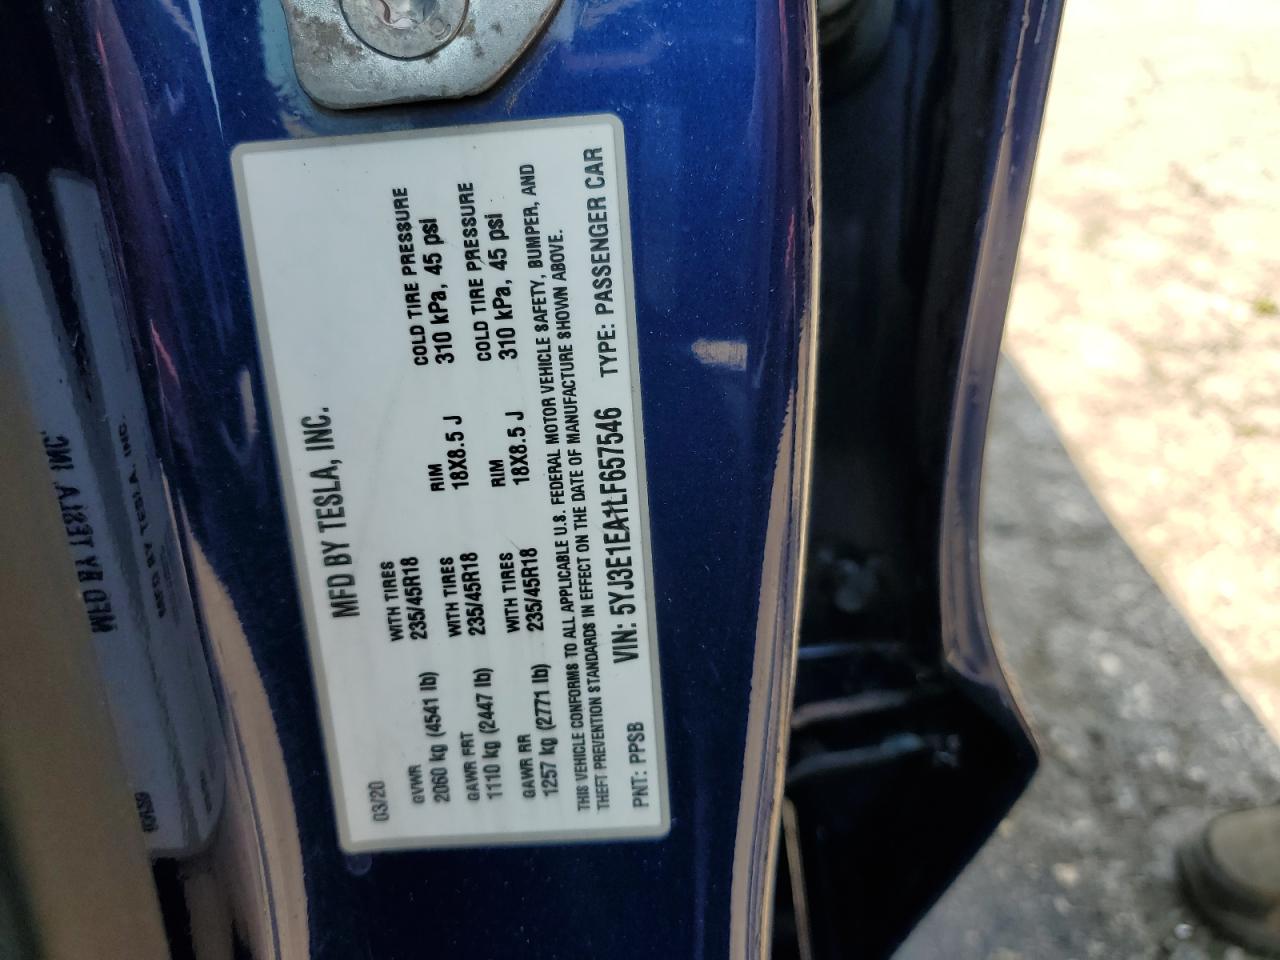 MFD BY TESLA, INC.
03/20
GVWR WITH TIRES RIM COLD TIRE PRESSURE
2060 kg (4541 lb) 235/45R18 18X8.5 J 310 kPa, 45 psi
GAWR FRT WITH TIRES RIM COLD TIRE PRESSURE
1110 kg (2447 lb) 235/45R18 18X8.5 J 310 kPa, 45 psi
GAWR RR WITH TIRES
1257 kg (2771 lb) 235/45R18
THIS VEHICLE CONFORMS TO ALL APPLICABLE U.S. FEDERAL MOTOR VEHICLE SAFETY, BUMPER, AND
THEFT PREVENTION STANDARDS IN EFFECT ON THE DATE OF MANUFACTURE SHOWN ABOVE.
PNT: PPSB VIN: 5YJ3E1EA1LF657546 TYPE: PASSENGER CAR
MFD BY TESLA, INC.